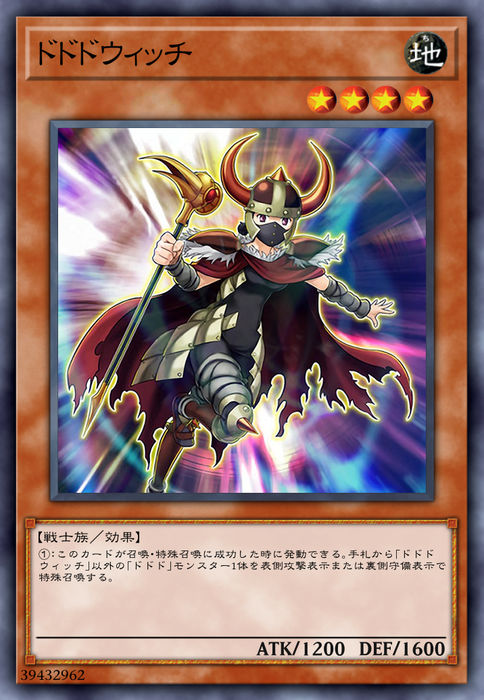 ドドドウィッチ
ち
地
【戦士族／効果】
①:このカードが召喚・特殊召喚に成功した時に発動できる。手札から「ドドド
ウィッチ」以外の「ドドド」モンスター1体を表側攻撃表示または裏側守備表示で
特殊召喚する。
ATK/1200 DEF/1600
39432962